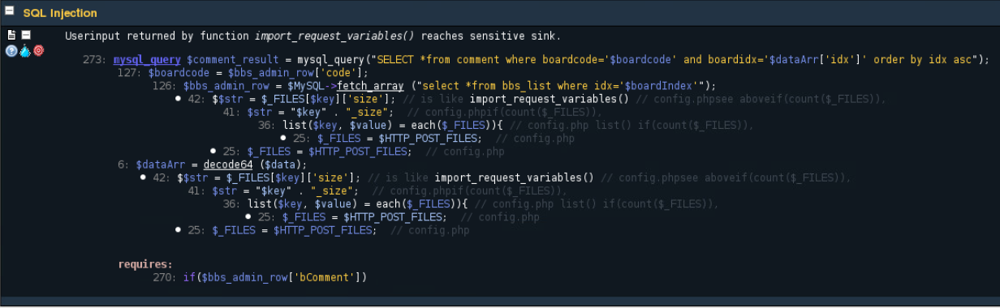 SQL Injection
Userinput returned by function import_request_variables() reaches sensitive sink.
273: mysql_query $comment_result = mysql_query("SELECT *from comment where boardcode='$boardcode' and boardidx='$dataArr['idx']' order by idx asc");
127: $boardcode = $bbs_admin_row['code'];
126: $bbs_admin_row = $MySQL->fetch_array ("select *from bbs_list where idx='$boardIndex'");
• 42: $$str = $_FILES[$key]['size']; // is like import_request_variables() // config.phpsee aboveif(count($_FILES)),
41: $str = "$key" . "_size"; // config.phpif(count($_FILES)),
36: list($key, $value) = each($_FILES)){ // config.php list() if(count($_FILES)),
• 25: $_FILES = $HTTP_POST_FILES; // config.php
• 25: $_FILES = $HTTP_POST_FILES; // config.php
6: $dataArr = decode64 ($data);
• 42: $$str = $_FILES[$key]['size']; // is like import_request_variables() // config.phpsee aboveif(count($_FILES)),
41: $str = "$key" . "_size"; // config.phpif(count($_FILES)),
36: list($key, $value) = each($_FILES)){ // config.php list() if(count($_FILES)),
• 25: $_FILES = $HTTP_POST_FILES; // config.php
• 25: $_FILES = $HTTP_POST_FILES; // config.php
requires:
270: if($bbs_admin_row['bComment'])